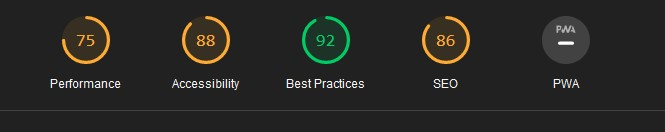 75 88 92 86 PWA
Performance Accessibility Best Practices SEO PWA